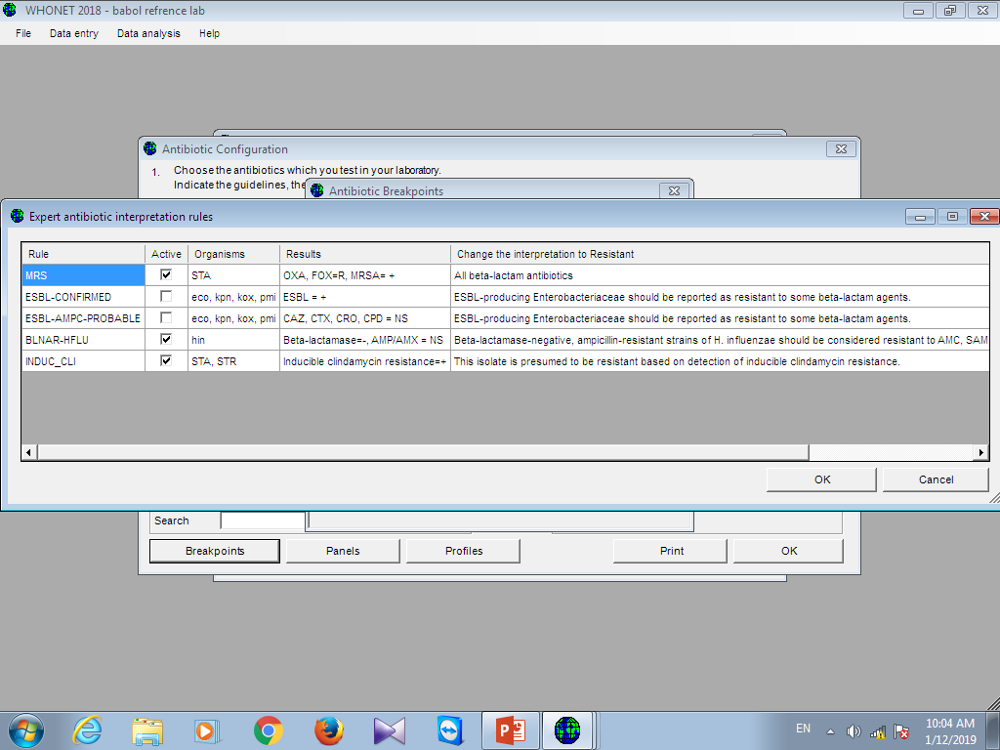 WHONET 2018 - babol refrence lab
File Data entry Data analysis Help
Antibiotic Configuration
1. Choose the antibiotics which you test in your laboratory.
Indicate the guidelines, the
Antibiotic Breakpoints
Expert antibiotic interpretation rules
Rule Active Organisms Results Change the interpretation to Resistant
MRS STA OXA, FOX=R, MRSA= + All beta-lactam antibiotics
ESBL-CONFIRMED eco, kpn, kox, pmi ESBL = + ESBL-producing Enterobacteriaceae should be reported as resistant to some beta-lactam agents.
ESBL-AMPC-PROBABLE eco, kpn, kox, pmi CAZ, CTX, CRO, CPD = NS ESBL-producing Enterobacteriaceae should be reported as resistant to some beta-lactam agents.
BLNAR-HFLU hin Beta-lactamase=-, AMP/AMX = NS Beta-lactamase-negative, ampicillin-resistant strains of H. influenzae should be considered resistant to AMC, SAM
INDUC_CLI STA, STR Inducible clindamycin resistance=+ This isolate is presumed to be resistant based on detection of inducible clindamycin resistance.
OK Cancel
Search
Breakpoints Panels Profiles Print OK
EN
10:04 AM
1/12/2019